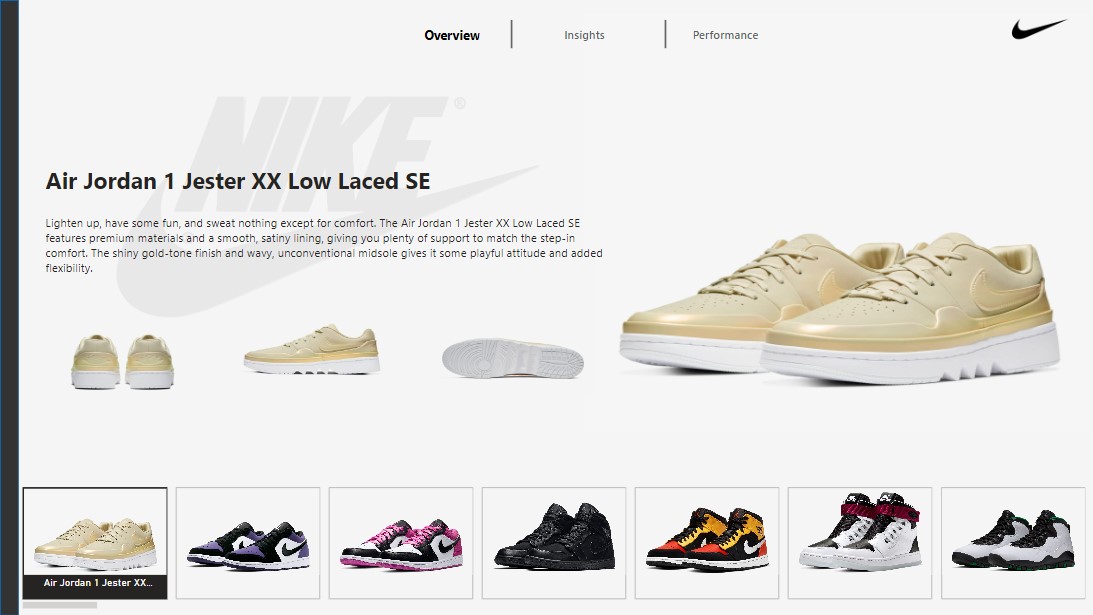 Overview
Insights
Performance
NIKE®
Air Jordan 1 Jester XX Low Laced SE
Lighten up, have some fun, and sweat nothing except for comfort. The Air Jordan 1 Jester XX Low Laced SE
features premium materials and a smooth, satiny lining, giving you plenty of support to match the step-in
comfort. The shiny gold-tone finish and wavy, unconventional midsole gives it some playful attitude and added
flexibility.
Air Jordan 1 Jester XX...